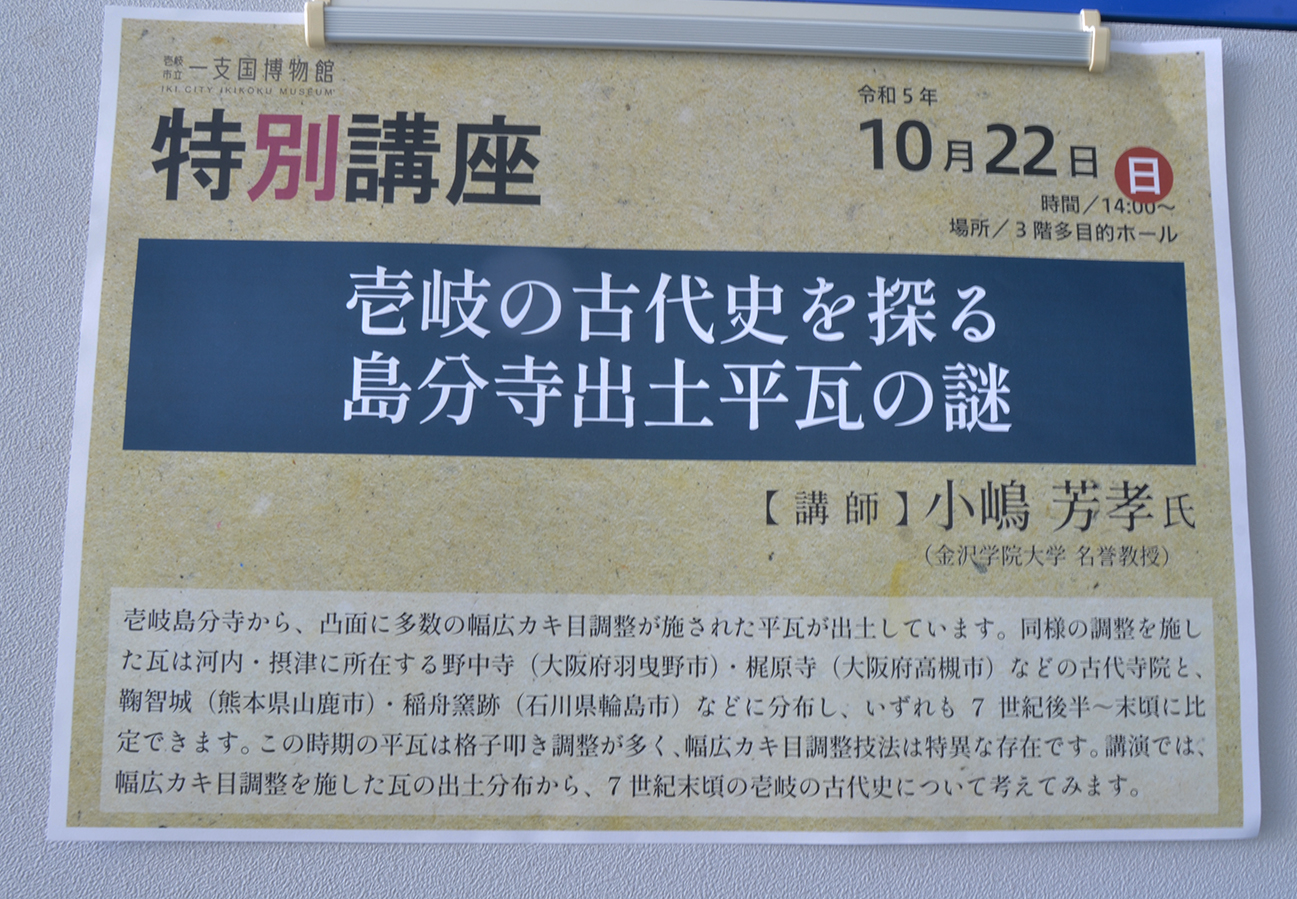 壱岐市立 一支国博物館
IKI CITY IKIKOKU MUSEUM
特別講座
令和5年
10月22日 日
時間／14:00～
場所／3階多目的ホール
壱岐の古代史を探る
島分寺出土平瓦の謎
【講師】小嶋 芳孝氏
（金沢学院大学 名誉教授）
壱岐島分寺から、凸面に多数の幅広カキ目調整が施された平瓦が出土しています。同様の調整を施し
た瓦は河内・摂津に所在する野中寺（大阪府羽曳野市）・梶原寺（大阪府高槻市）などの古代寺院と、
鞠智城（熊本県山鹿市）・稲舟窯跡（石川県輪島市）などに分布し、いずれも 7 世紀後半～末頃に比
定できます。この時期の平瓦は格子叩き調整が多く、幅広カキ目調整技法は特異な存在です。講演では、
幅広カキ目調整を施した瓦の出土分布から、7 世紀末頃の壱岐の古代史について考えてみます。